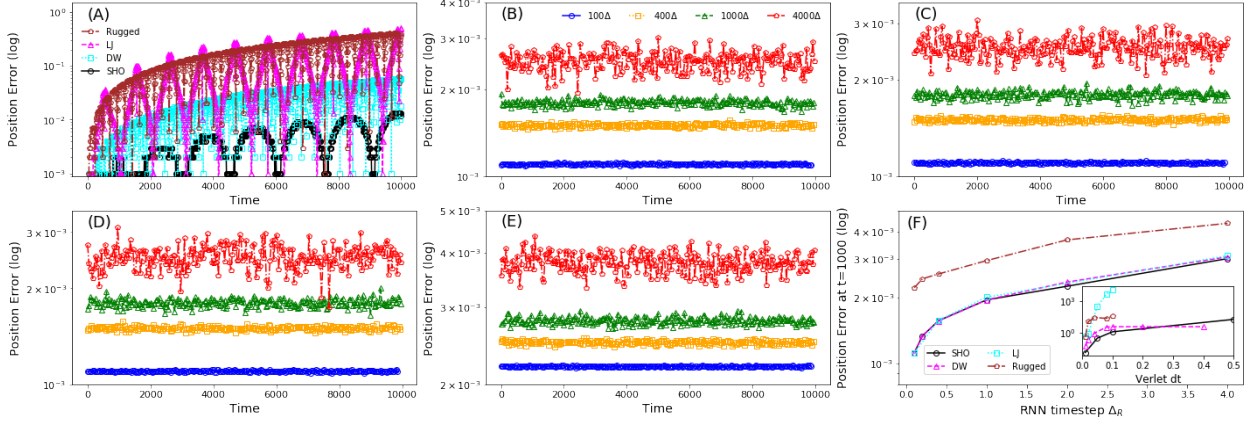 (A)
Rugged
LJ
DW
SHO
10⁰
10⁻¹
10⁻²
10⁻³
Position Error (log)
0 2000 4000 6000 8000 10000
Time
(B)
100Δ 400Δ 1000Δ 4000Δ
4 × 10⁻³
3 × 10⁻³
2 × 10⁻³
10⁻³
Position Error (log)
0 2000 4000 6000 8000 10000
Time
(C)
3 × 10⁻³
2 × 10⁻³
10⁻³
Position Error (log)
0 2000 4000 6000 8000 10000
Time
(D)
3 × 10⁻³
2 × 10⁻³
10⁻³
Position Error (log)
0 2000 4000 6000 8000 10000
Time
(E)
5 × 10⁻³
4 × 10⁻³
3 × 10⁻³
2 × 10⁻³
Position Error (log)
0 2000 4000 6000 8000 10000
Time
(F)
4 × 10⁻³
3 × 10⁻³
2 × 10⁻³
10⁻³
Position Error at t=1000 (log)
SHO LJ
DW Rugged
10³
10⁰
0.0 0.1 0.2 0.3 0.4 0.5
Verlet dt
0.0 0.5 1.0 1.5 2.0 2.5 3.0 3.5 4.0
RNN timestep Δ_R